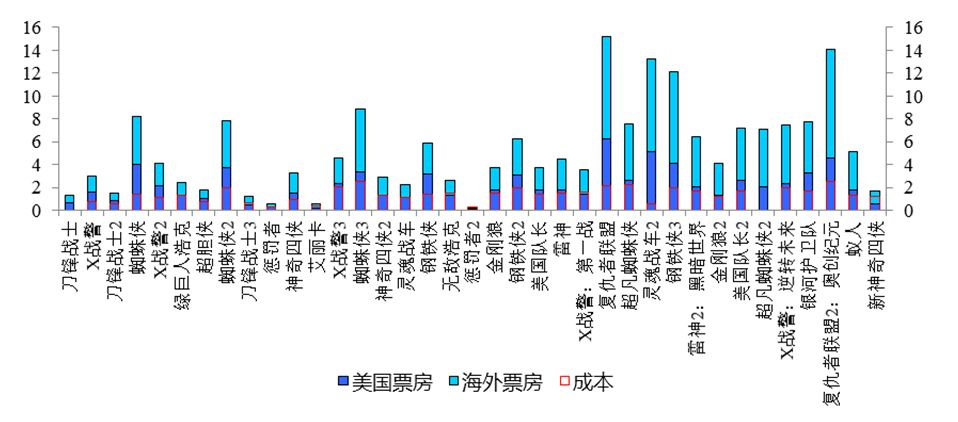 16 16
14 14
12 12
10 10
8 8
6 6
4 4
2 2
0 0
刀锋战士
X战警
刀锋战士2
蜘蛛侠
X战警2
绿巨人浩克
超胆侠
蜘蛛侠2
刀锋战士3
惩罚者
神奇四侠
艾丽卡
X战警3
蜘蛛侠3
神奇四侠2
灵魂战车
钢铁侠
无敌浩克
惩罚者2
金刚狼
钢铁侠2
美国队长
雷神
X战警：第一战
复仇者联盟
超凡蜘蛛侠
灵魂战车2
钢铁侠3
雷神2：黑暗世界
金刚狼2
美国队长2
超凡蜘蛛侠2
X战警：逆转未来
银河护卫队
复仇者联盟2：奥创纪元
蚁人
新神奇四侠
美国票房 海外票房 成本